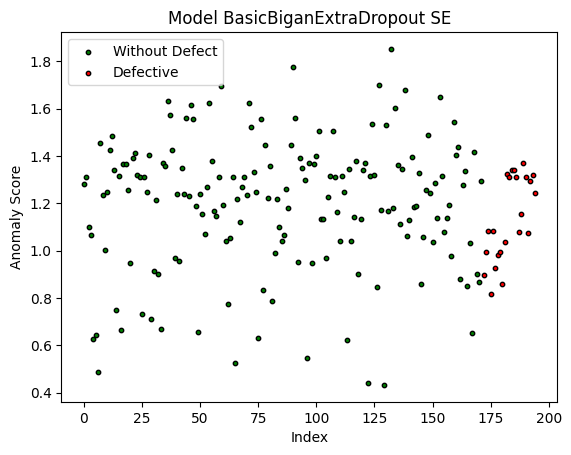 Model BasicBiganExtraDropout SE
Without Defect
Defective
Anomaly Score
1.8
1.6
1.4
1.2
1.0
0.8
0.6
0.4
0 25 50 75 100 125 150 175 200
Index